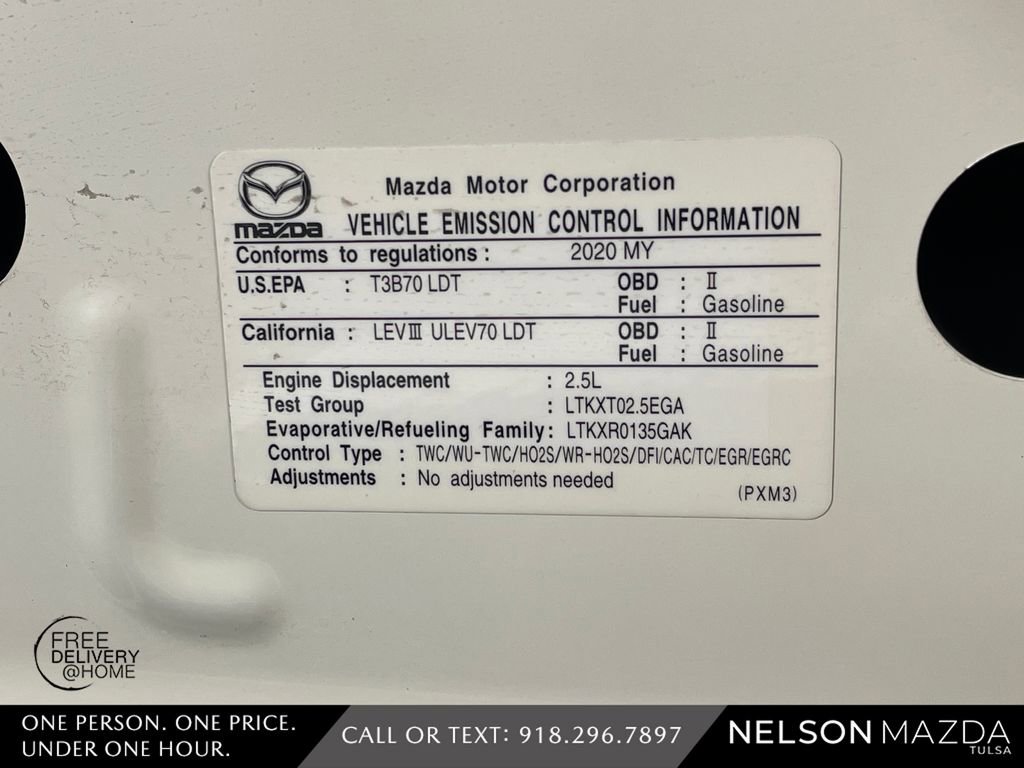 mazda
Mazda Motor Corporation
VEHICLE EMISSION CONTROL INFORMATION
Conforms to regulations : 2020 MY
U.S.EPA : T3B70 LDT OBD : Ⅱ
Fuel : Gasoline
California : LEVⅢ ULEV70 LDT OBD : Ⅱ
Fuel : Gasoline
Engine Displacement : 2.5L
Test Group : LTKXT02.5EGA
Evaporative/Refueling Family : LTKXR0135GAK
Control Type : TWC/WU-TWC/HO2S/WR-HO2S/DFI/CAC/TC/EGR/EGRC
Adjustments : No adjustments needed
(PXM3)
FREE
DELIVERY
@HOME
ONE PERSON. ONE PRICE.
UNDER ONE HOUR.
CALL OR TEXT: 918.296.7897
NELSON MAZDA
TULSA